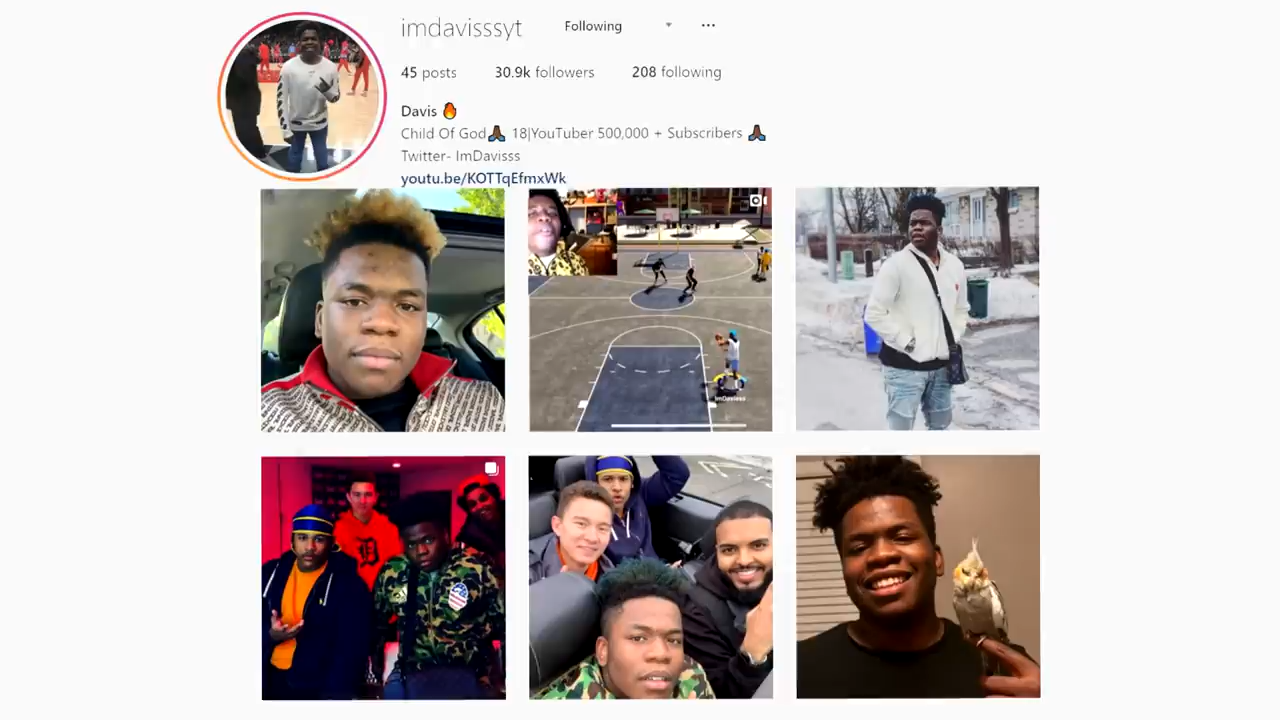 imdavisssyt Following
45 posts 30.9k followers 208 following
Davis 🔥
Child Of God🙏🏾 18|YouTuber 500,000 + Subscribers 🙏🏾
Twitter- ImDavisss
youtu.be/KOTTqEfmxWk
ImDavisss